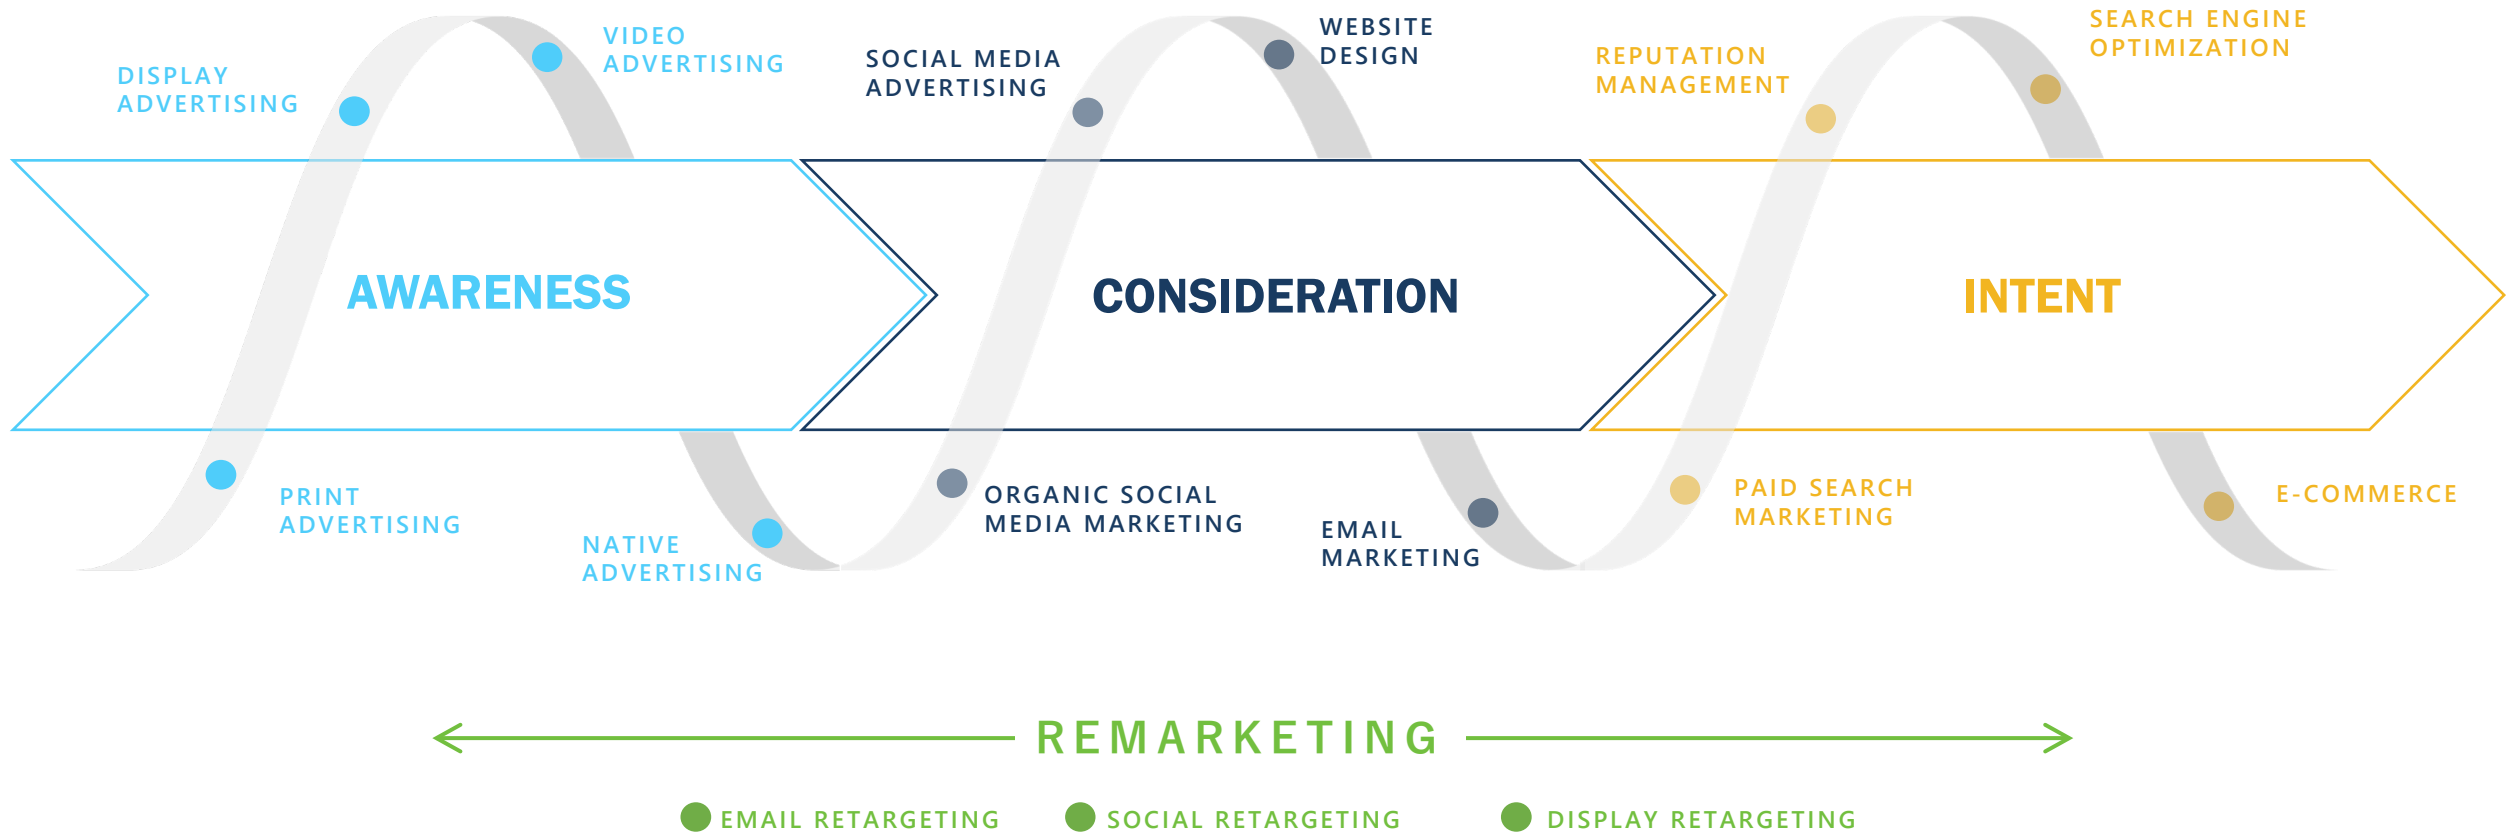 DISPLAY
ADVERTISING
VIDEO
ADVERTISING
SOCIAL MEDIA
ADVERTISING
WEBSITE
DESIGN
REPUTATION
MANAGEMENT
SEARCH ENGINE
OPTIMIZATION
AWARENESS
CONSIDERATION
INTENT
PRINT
ADVERTISING
NATIVE
ADVERTISING
ORGANIC SOCIAL
MEDIA MARKETING
EMAIL
MARKETING
PAID SEARCH
MARKETING
E-COMMERCE
REMARKETING
EMAIL RETARGETING
SOCIAL RETARGETING
DISPLAY RETARGETING